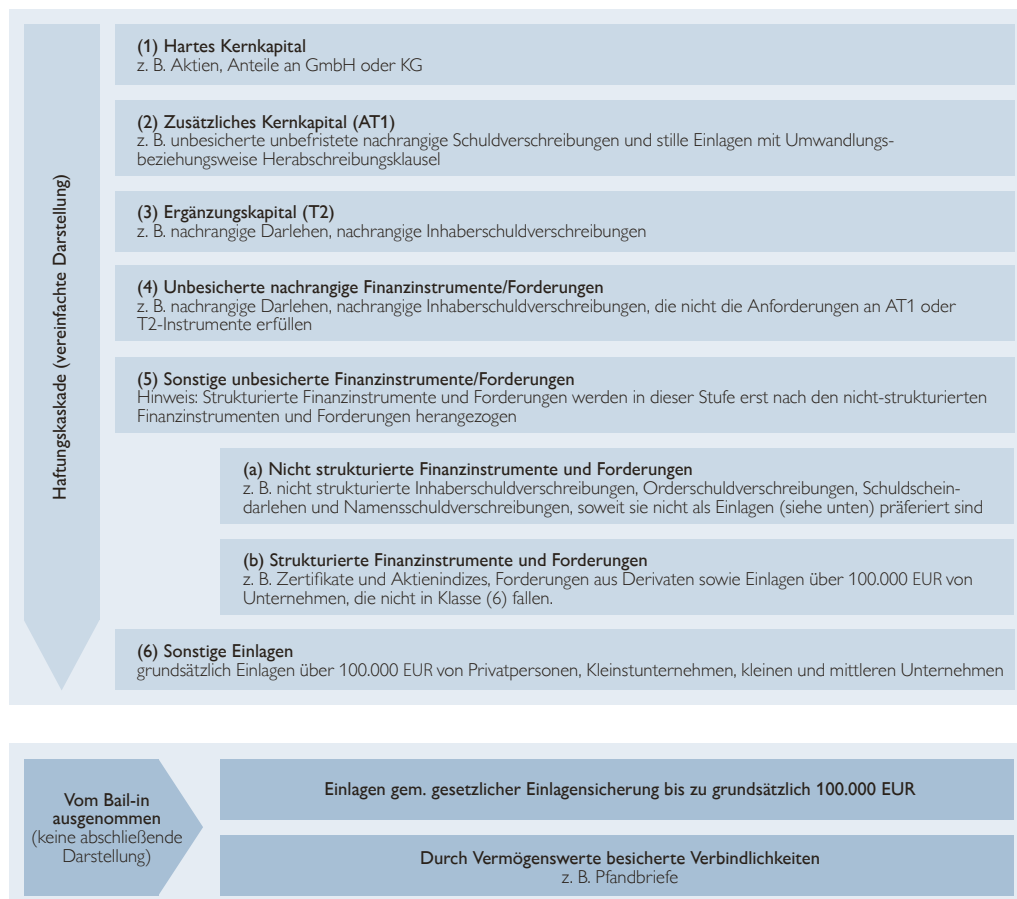 Haftungskaskade (vereinfachte Darstellung)
(1) Hartes Kernkapital
z. B. Aktien, Anteile an GmbH oder KG
(2) Zusätzliches Kernkapital (AT1)
z. B. unbesicherte unbefristete nachrangige Schuldverschreibungen und stille Einlagen mit Umwandlungs-
beziehungsweise Herabschreibungsklausel
(3) Ergänzungskapital (T2)
z. B. nachrangige Darlehen, nachrangige Inhaberschuldverschreibungen
(4) Unbesicherte nachrangige Finanzinstrumente/Forderungen
z. B. nachrangige Darlehen, nachrangige Inhaberschuldverschreibungen, die nicht die Anforderungen an AT1 oder
T2-Instrumente erfüllen
(5) Sonstige unbesicherte Finanzinstrumente/Forderungen
Hinweis: Strukturierte Finanzinstrumente und Forderungen werden in dieser Stufe erst nach den nicht-strukturierten
Finanzinstrumenten und Forderungen herangezogen
(a) Nicht strukturierte Finanzinstrumente und Forderungen
z. B. nicht strukturierte Inhaberschuldverschreibungen, Orderschuldverschreibungen, Schuldschein-
darlehen und Namensschuldverschreibungen, soweit sie nicht als Einlagen (siehe unten) präferiert sind
(b) Strukturierte Finanzinstrumente und Forderungen
z. B. Zertifikate und Aktienindizes, Forderungen aus Derivaten sowie Einlagen über 100.000 EUR von
Unternehmen, die nicht in Klasse (6) fallen.
(6) Sonstige Einlagen
grundsätzlich Einlagen über 100.000 EUR von Privatpersonen, Kleinstunternehmen, kleinen und mittleren Unternehmen
Vom Bail-in
ausgenommen
(keine abschließende
Darstellung)
Einlagen gem. gesetzlicher Einlagensicherung bis zu grundsätzlich 100.000 EUR
Durch Vermögenswerte besicherte Verbindlichkeiten
z. B. Pfandbriefe